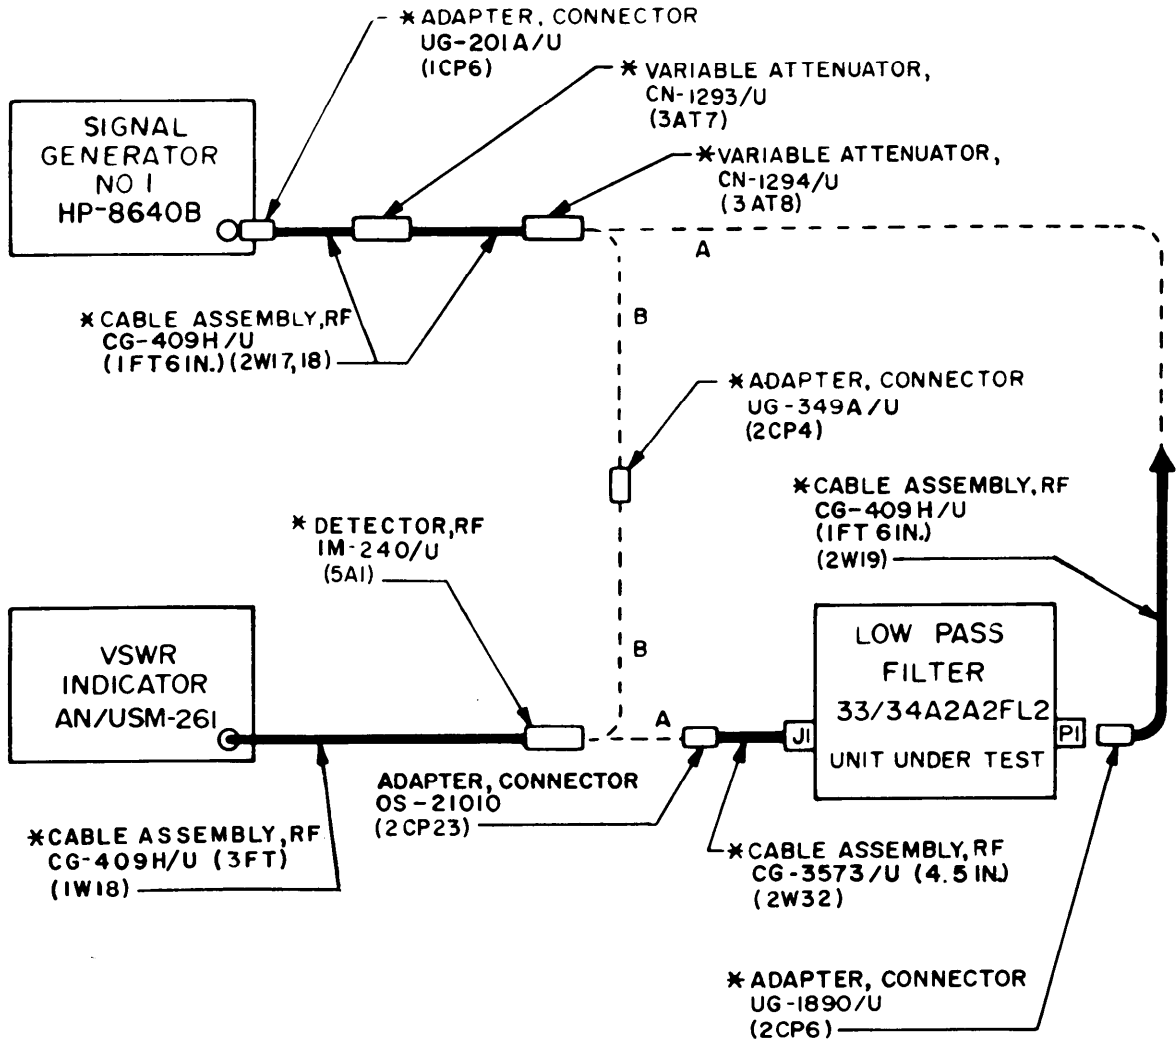 * ADAPTER, CONNECTOR
UG-201A/U
(1CP6)
* VARIABLE ATTENUATOR,
CN-1293/U
(3AT7)
SIGNAL
GENERATOR
NO 1
HP-8640B
* VARIABLE ATTENUATOR,
CN-1294/U
(3AT8)
A
* CABLE ASSEMBLY, RF
CG-409H/U
(1FT 6IN.) (2W17,18)
B
* ADAPTER, CONNECTOR
UG-349A/U
(2CP4)
* CABLE ASSEMBLY, RF
CG-409H/U
(1FT 6IN.)
(2W19)
* DETECTOR, RF
IM-240/U
(5A1)
VSWR
INDICATOR
AN/USM-261
B
A
LOW PASS
FILTER
33/34A2A2FL2
UNIT UNDER TEST
J1
P1
ADAPTER, CONNECTOR
OS-21010
(2CP23)
* CABLE ASSEMBLY, RF
CG-409H/U (3FT)
(1W18)
* CABLE ASSEMBLY, RF
CG-3573/U (4.5IN.)
(2W32)
* ADAPTER, CONNECTOR
UG-1890/U
(2CP6)